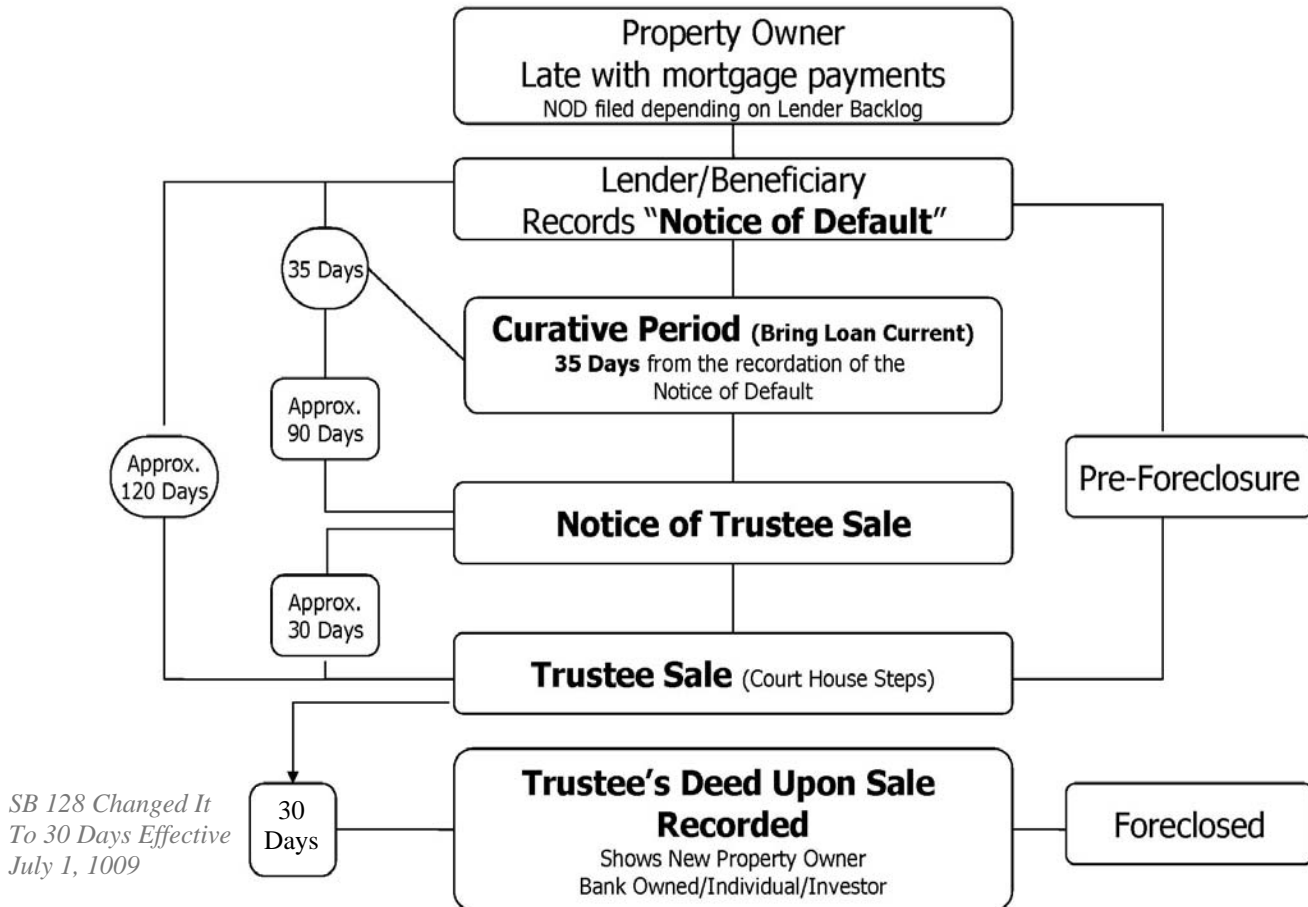 Property Owner
Late with mortgage payments
NOD filed depending on Lender Backlog
Lender/Beneficiary
Records “Notice of Default”
35 Days
Curative Period (Bring Loan Current)
35 Days from the recordation of the
Notice of Default
Approx.
90 Days
Approx.
120 Days
Pre-Foreclosure
Notice of Trustee Sale
Approx.
30 Days
Trustee Sale (Court House Steps)
SB 128 Changed It
To 30 Days Effective
July 1, 1009
30
Days
Trustee’s Deed Upon Sale
Recorded
Shows New Property Owner
Bank Owned/Individual/Investor
Foreclosed